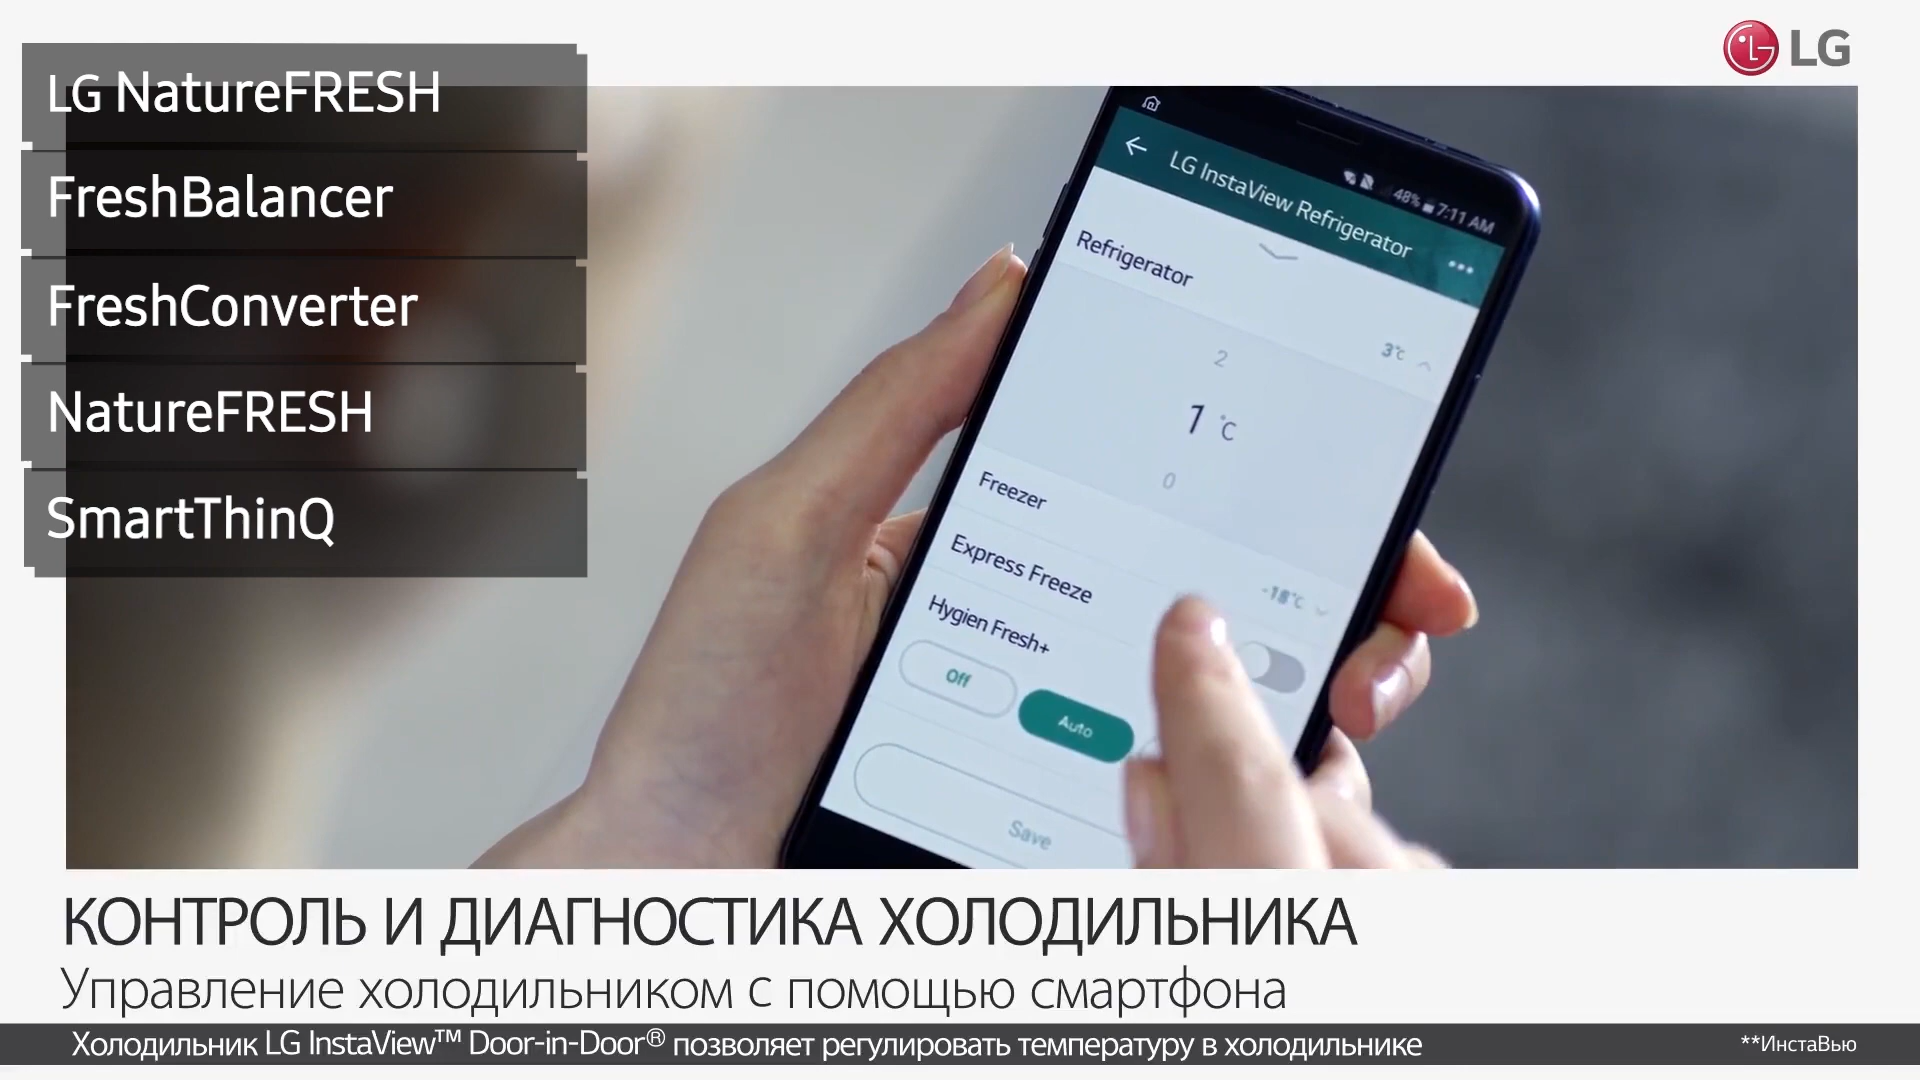 LG
LG NatureFRESH
FreshBalancer
FreshConverter
NatureFRESH
SmartThinQ
48% 7:11 AM
LG InstaView Refrigerator
Refrigerator
3°C
2
1 °C
0
Freezer
-18°C
Express Freeze
Hygien Fresh+
Off
Auto
Save
КОНТРОЛЬ И ДИАГНОСТИКА ХОЛОДИЛЬНИКА
Управление холодильником с помощью смартфона
Холодильник LG InstaView™ Door-in-Door® позволяет регулировать температуру в холодильнике
**ИнстаВью